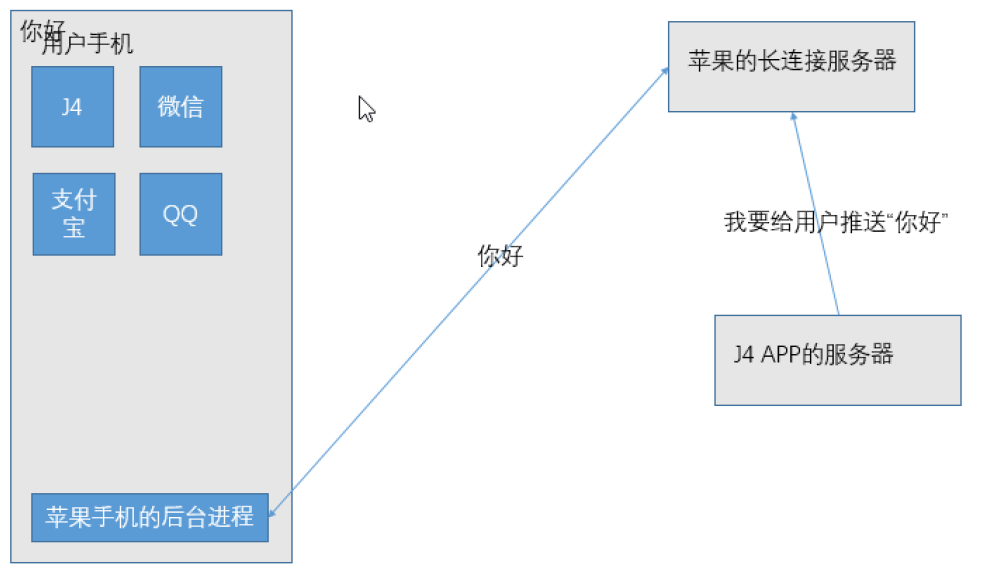 你好
用户手机
J4
微信
支付
宝
QQ
苹果手机的后台进程
你好
苹果的长连接服务器
我要给用户推送“你好”
J4 APP的服务器